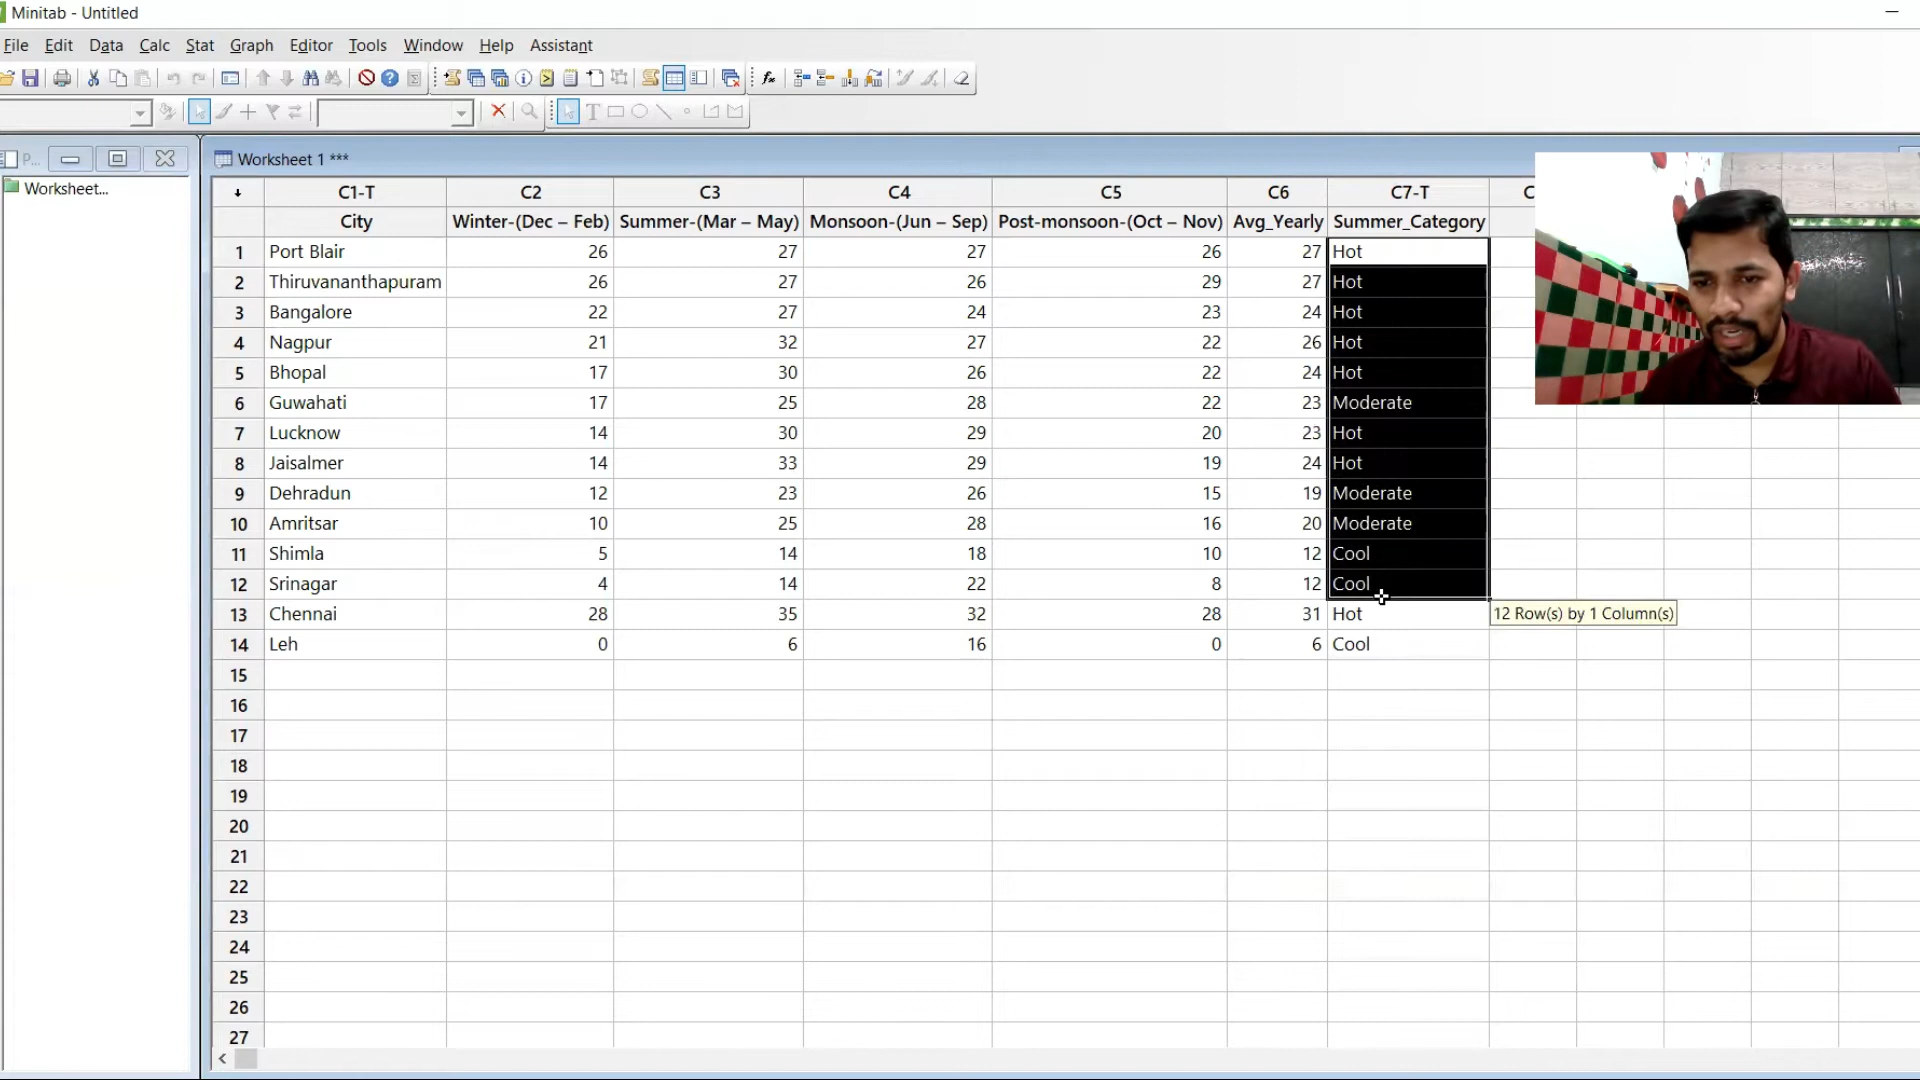 Minitab - Untitled
File Edit Data Calc Stat Graph Editor Tools Window Help Assistant
P...
Worksheet 1 ***
Worksheet...
C1-T C2 C3 C4 C5 C6 C7-T C
City Winter-(Dec – Feb) Summer-(Mar – May) Monsoon-(Jun – Sep) Post-monsoon-(Oct – Nov) Avg_Yearly Summer_Category
1 Port Blair 26 27 27 26 27 Hot
2 Thiruvananthapuram 26 27 26 29 27 Hot
3 Bangalore 22 27 24 23 24 Hot
4 Nagpur 21 32 27 22 26 Hot
5 Bhopal 17 30 26 22 24 Hot
6 Guwahati 17 25 28 22 23 Moderate
7 Lucknow 14 30 29 20 23 Hot
8 Jaisalmer 14 33 29 19 24 Hot
9 Dehradun 12 23 26 15 19 Moderate
10 Amritsar 10 25 28 16 20 Moderate
11 Shimla 5 14 18 10 12 Cool
12 Srinagar 4 14 22 8 12 Cool
13 Chennai 28 35 32 28 31 Hot
12 Row(s) by 1 Column(s)
14 Leh 0 6 16 0 6 Cool
15
16
17
18
19
20
21
22
23
24
25
26
27